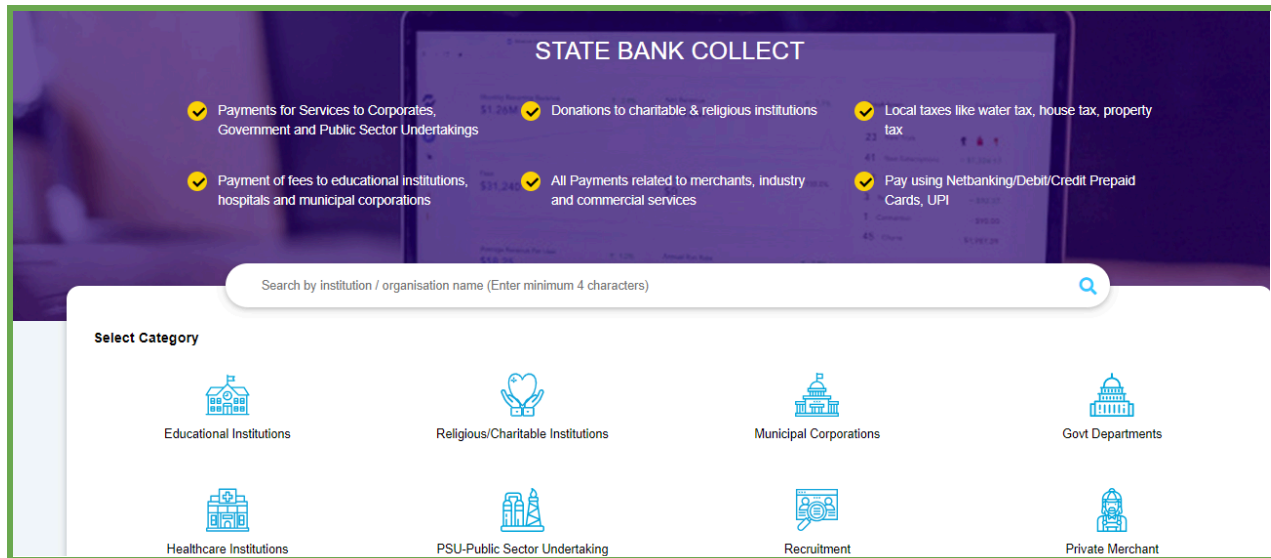 STATE BANK COLLECT
Payments for Services to Corporates,
Government and Public Sector Undertakings
Donations to charitable & religious institutions
Local taxes like water tax, house tax, property
tax
Payment of fees to educational institutions,
hospitals and municipal corporations
All Payments related to merchants, industry
and commercial services
Pay using Netbanking/Debit/Credit Prepaid
Cards, UPI
Search by institution / organisation name (Enter minimum 4 characters)
Select Category
Educational Institutions
Religious/Charitable Institutions
Municipal Corporations
Govt Departments
Healthcare Institutions
PSU-Public Sector Undertaking
Recruitment
Private Merchant